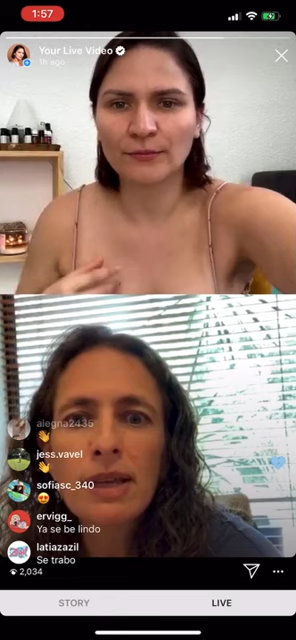 1:57
Your Live Video
1h ago
alegna2435
jess.vavel
sofiasc_340
ervigg_
Ya se be lindo
latiazazil
Se trabo
2,034
STORY
LIVE